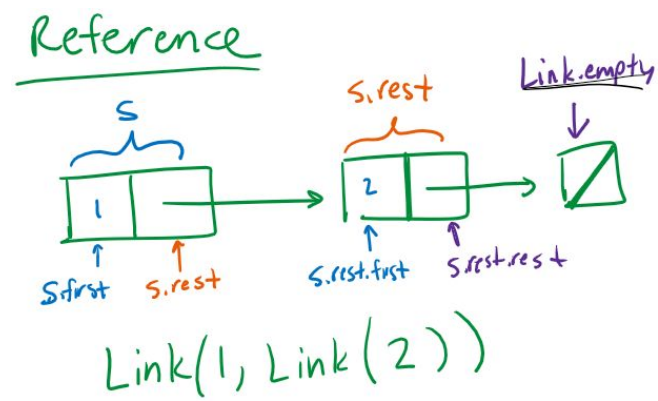 Reference
Link.empty
s.rest
S
1
2
S.first
s.rest
s.rest.first
s.rest.rest
Link(1, Link(2))